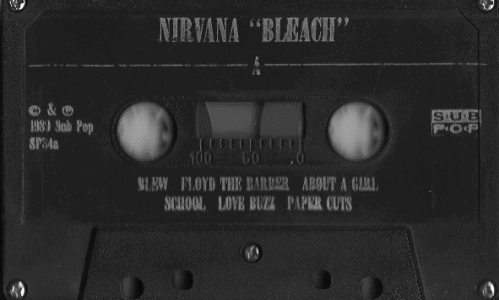 NIRVANA "BLEACH"
A
© & ℗
1989 Sub Pop
SP34a
SUB
POP
100 50 .0
BLEW FLOYD THE BARBER ABOUT A GIRL
SCHOOL LOVE BUZZ PAPER CUTS